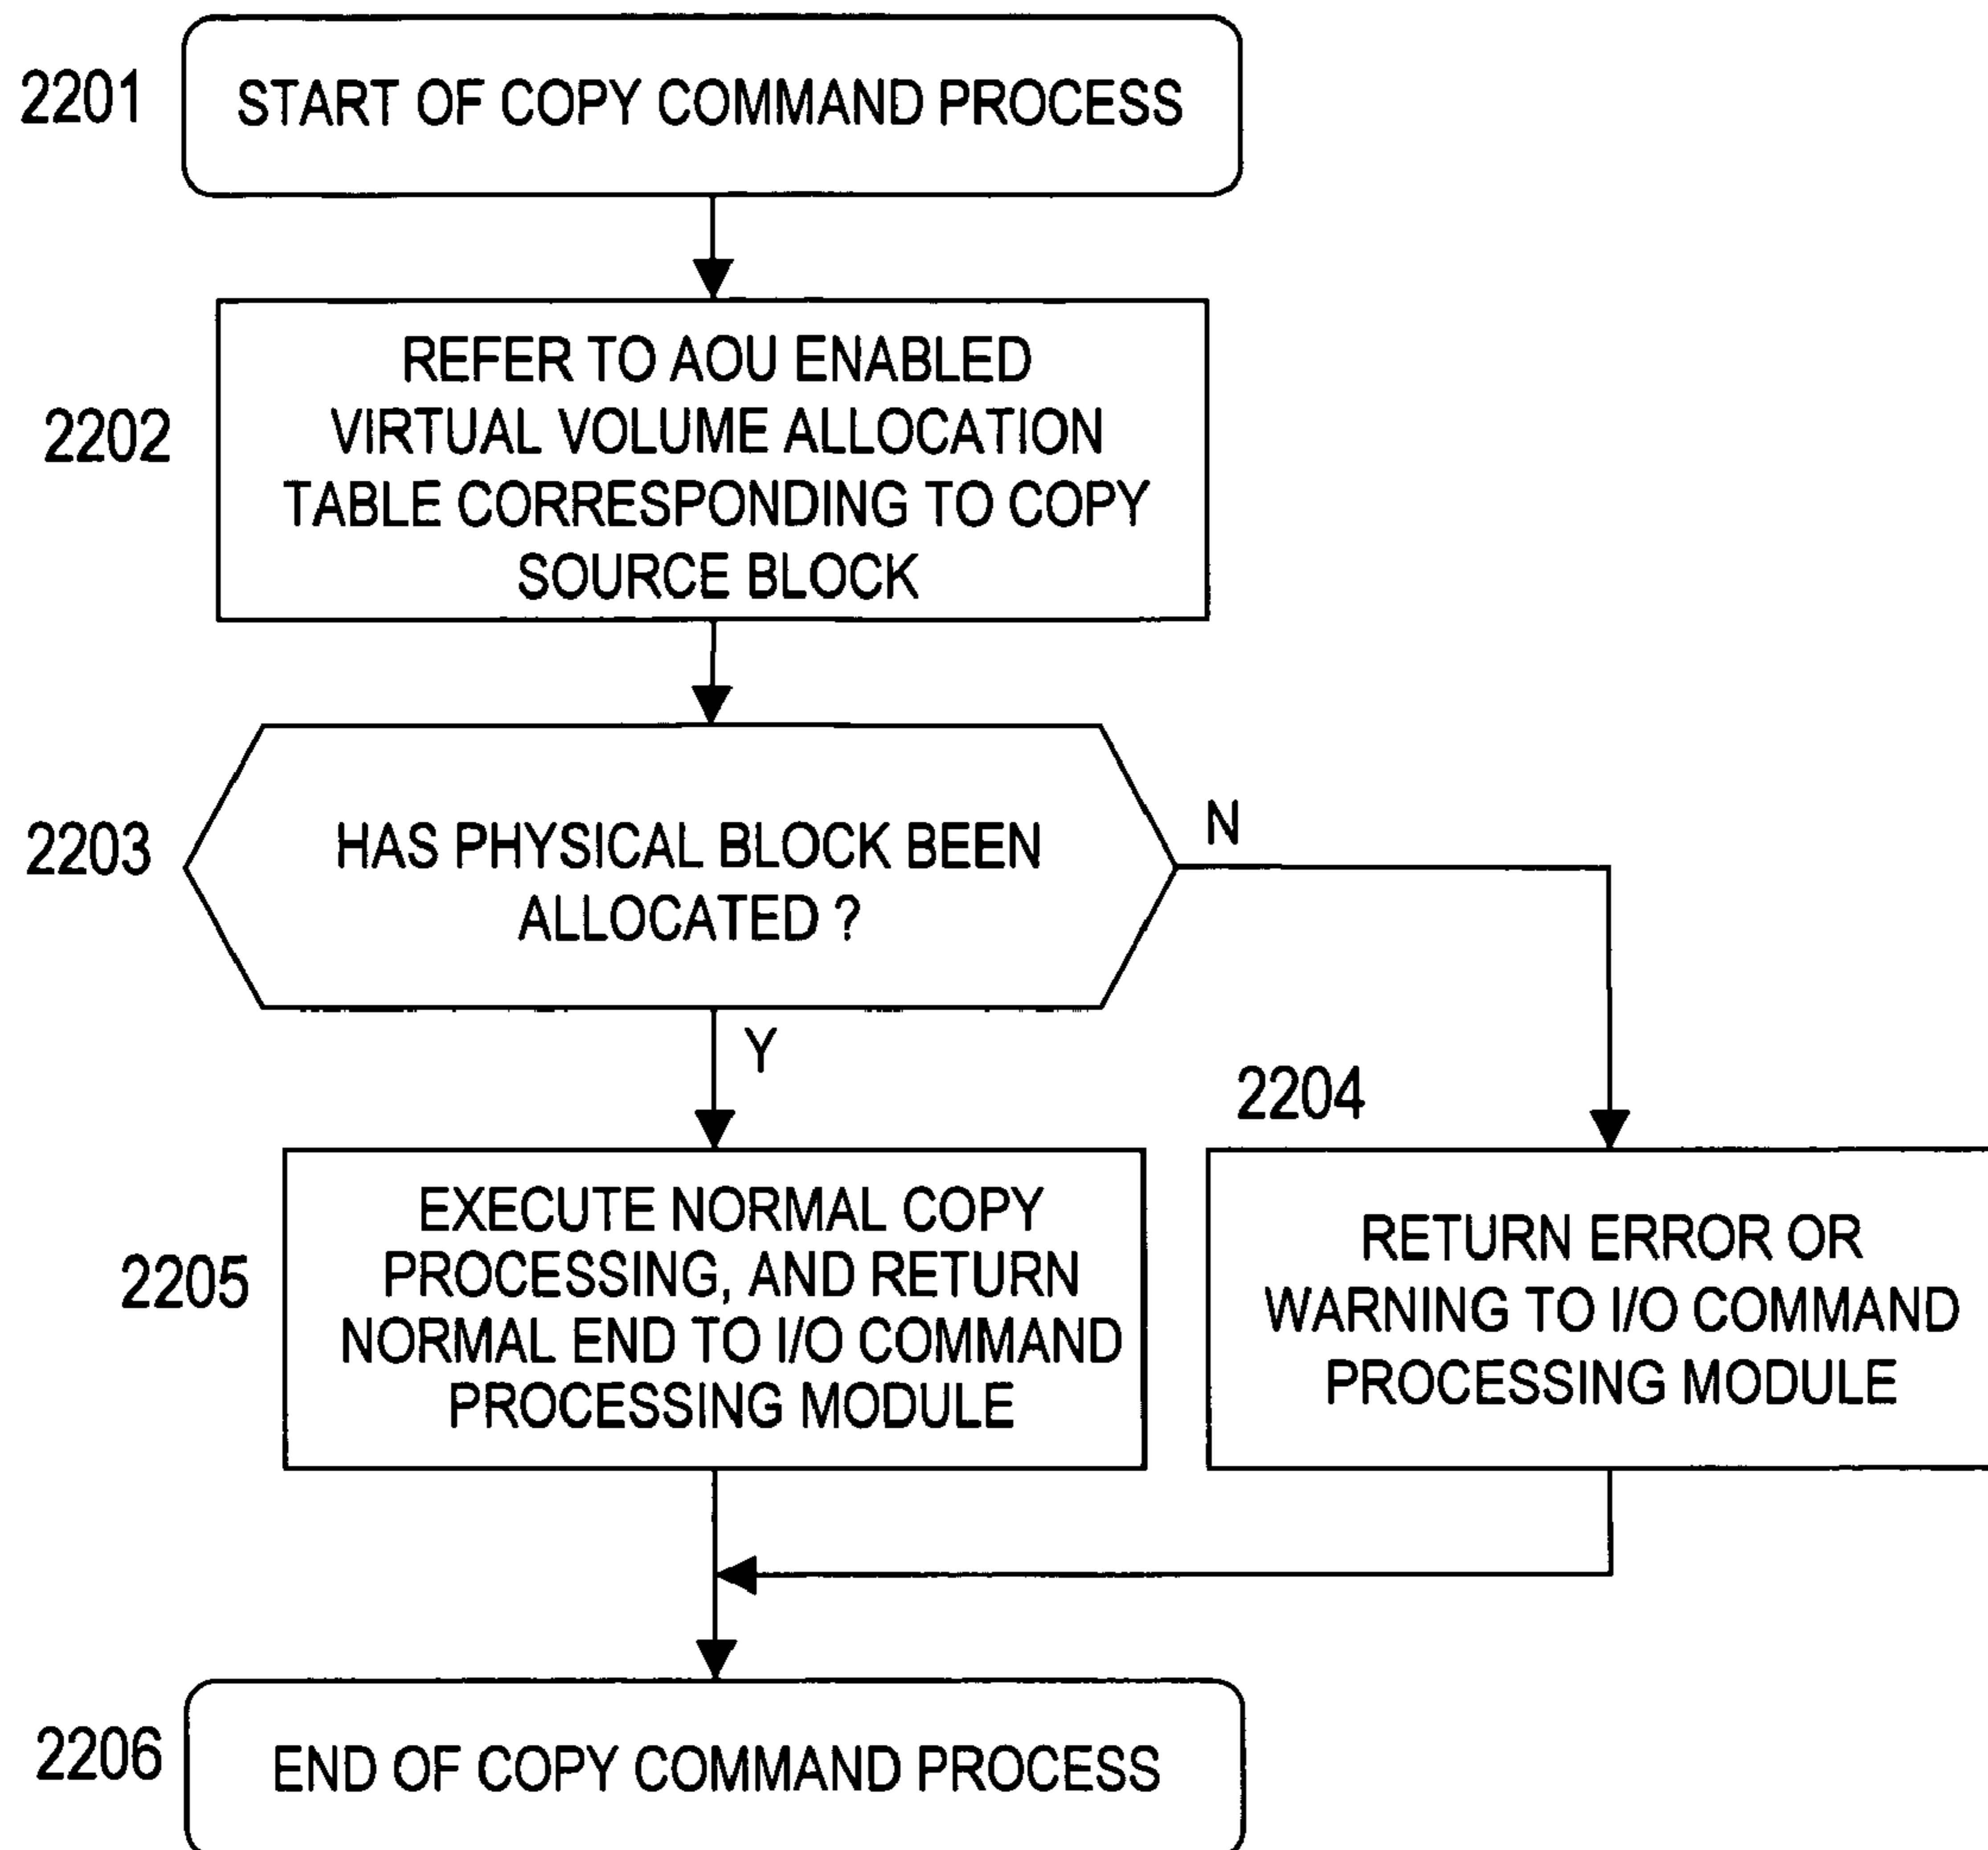 2201
START OF COPY COMMAND PROCESS
2202
REFER TO AOU ENABLED
VIRTUAL VOLUME ALLOCATION
TABLE CORRESPONDING TO COPY
SOURCE BLOCK
2203
HAS PHYSICAL BLOCK BEEN
ALLOCATED ?
N
Y
2204
2205
EXECUTE NORMAL COPY
PROCESSING, AND RETURN
NORMAL END TO I/O COMMAND
PROCESSING MODULE
RETURN ERROR OR
WARNING TO I/O COMMAND
PROCESSING MODULE
2206
END OF COPY COMMAND PROCESS